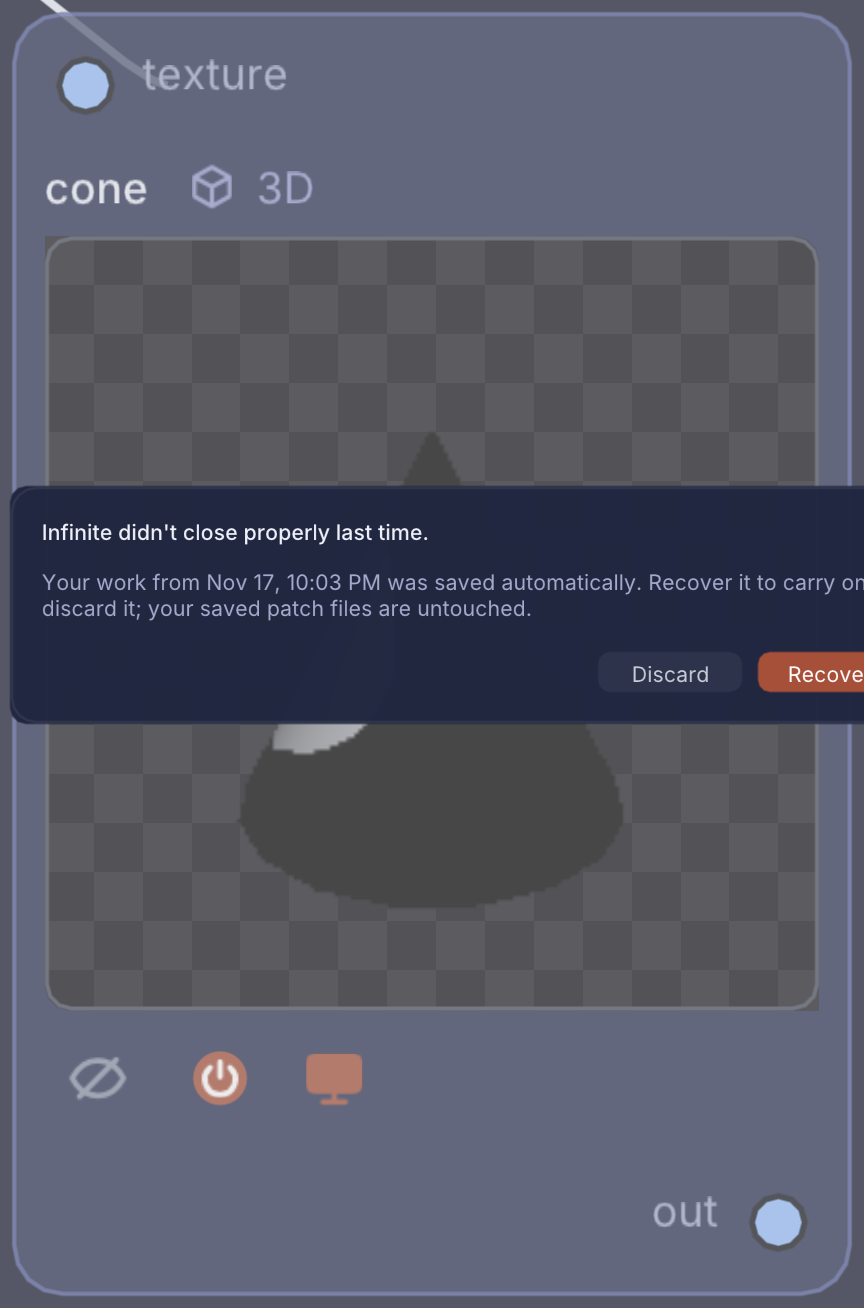 texture
cone 3D
Infinite didn't close properly last time.
Your work from Nov 17, 10:03 PM was saved automatically. Recover it to carry on
discard it; your saved patch files are untouched.
Discard Recove
out